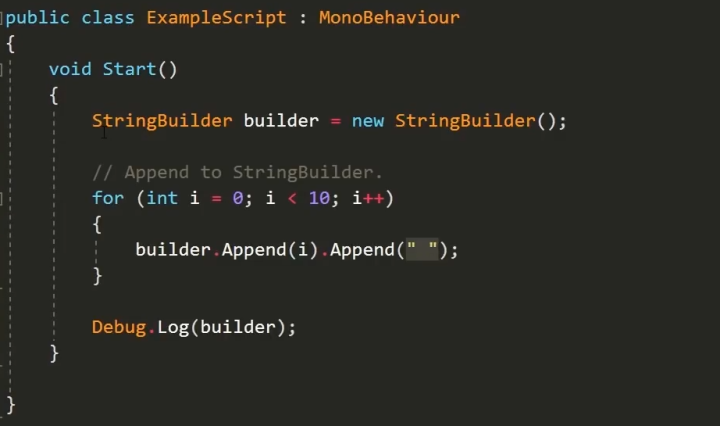 public class ExampleScript : MonoBehaviour
{
void Start()
{
StringBuilder builder = new StringBuilder();
// Append to StringBuilder.
for (int i = 0; i < 10; i++)
{
builder.Append(i).Append(" ");
}
Debug.Log(builder);
}
}